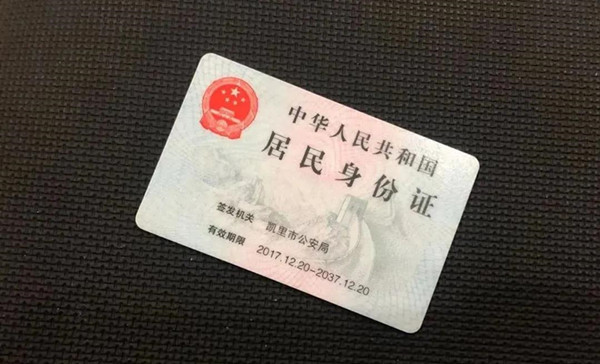 中华人民共和国
居民身份证
签发机关 凯里市公安局
有效期限 2017.12.20-2037.12.20